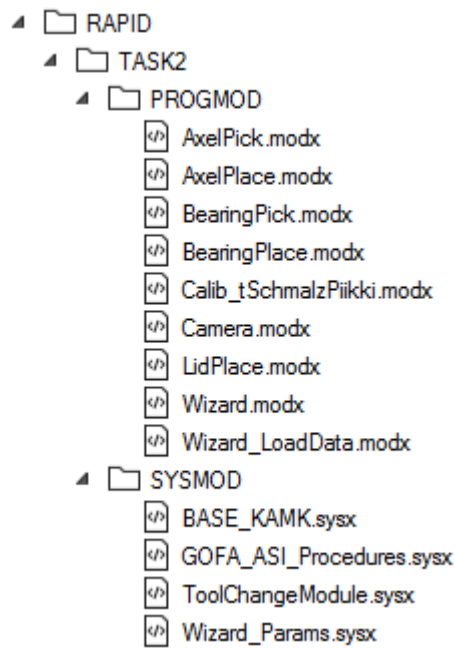 RAPID
TASK2
PROGMOD
AxelPick.modx
AxelPlace.modx
BearingPick.modx
BearingPlace.modx
Calib_tSchmalzPiikki.modx
Camera.modx
LidPlace.modx
Wizard.modx
Wizard_LoadData.modx
SYSMOD
BASE_KAMK.sysx
GOFA_ASI_Procedures.sysx
ToolChangeModule.sysx
Wizard_Params.sysx